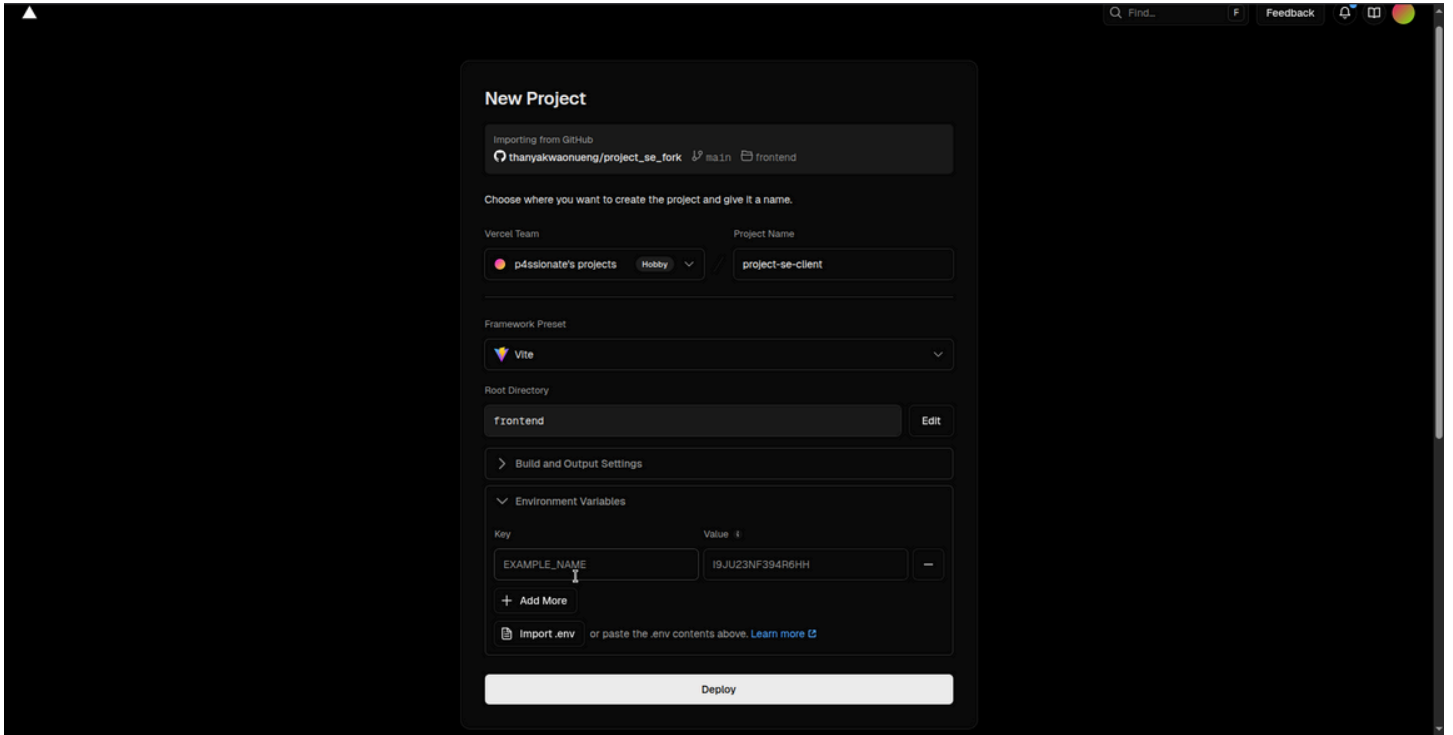 Find... F Feedback
New Project
Importing from GitHub
thanyakwaonueng/project_se_fork main frontend
Choose where you want to create the project and give it a name.
Vercel Team Project Name
p4ssionate's projects Hobby / project-se-client
Framework Preset
Vite
Root Directory
frontend Edit
Build and Output Settings
Environment Variables
Key Value
EXAMPLE_NAME I9JU23NF394R6HH
Add More
Import .env or paste the .env contents above. Learn more
Deploy